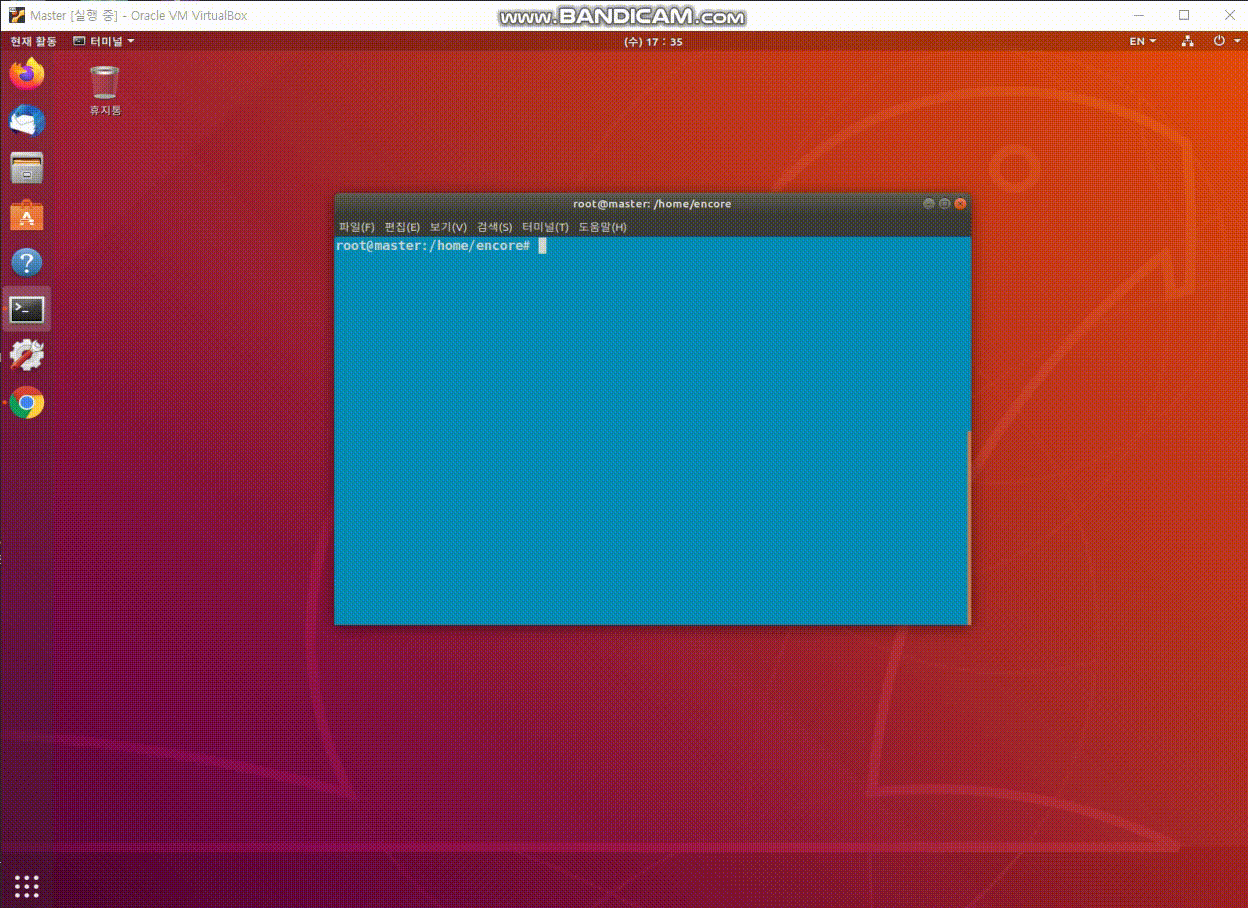 Master [실행 중] - Oracle VM VirtualBox
www.BANDICAM.com
현재 활동 터미널 (수) 17 : 35 EN
휴지통
root@master: /home/encore
파일(F) 편집(E) 보기(V) 검색(S) 터미널(T) 도움말(H)
root@master:/home/encore#